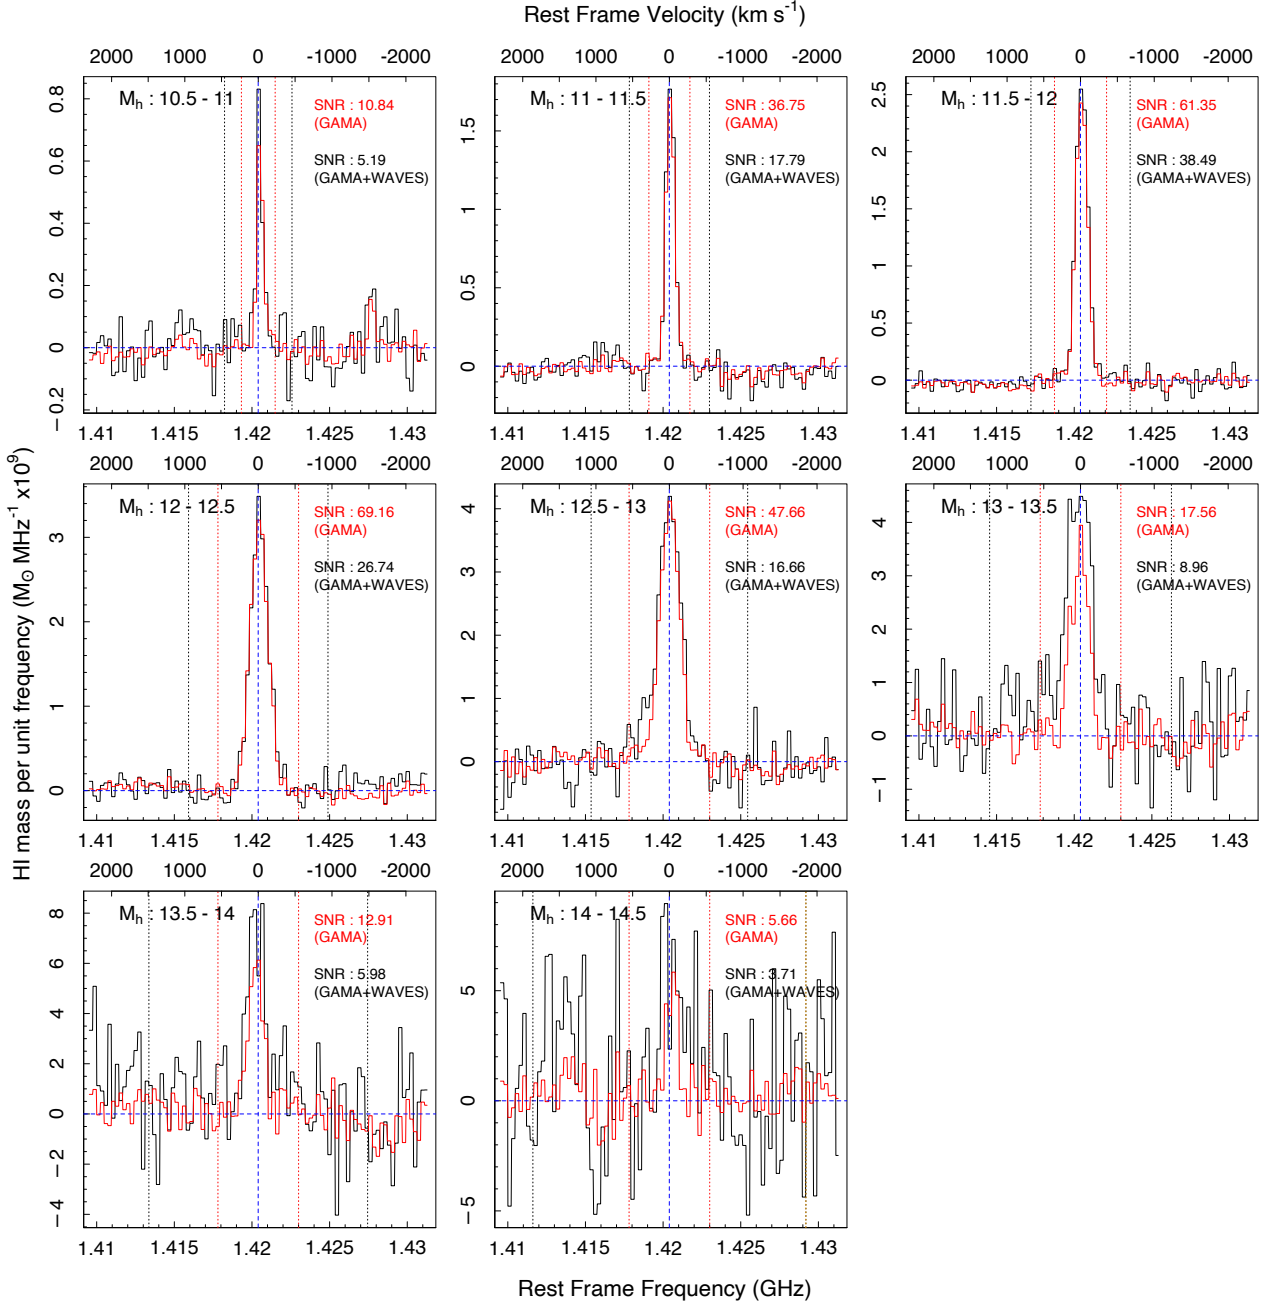 Rest Frame Velocity (km s⁻¹)
2000 1000 0 -1000 -2000
2000 1000 0 -1000 -2000
2000 1000 0 -1000 -2000
M_h : 10.5 - 11
SNR : 10.84
(GAMA)
SNR : 5.19
(GAMA+WAVES)
0.8
0.6
0.4
0.2
0
−0.2
1.41 1.415 1.42 1.425 1.43
M_h : 11 - 11.5
SNR : 36.75
(GAMA)
SNR : 17.79
(GAMA+WAVES)
1.5
1
0.5
0
1.41 1.415 1.42 1.425 1.43
M_h : 11.5 - 12
SNR : 61.35
(GAMA)
SNR : 38.49
(GAMA+WAVES)
2.5
2
1.5
1
0.5
0
1.41 1.415 1.42 1.425 1.43
HI mass per unit frequency (M⊙ MHz⁻¹ x10⁹)
2000 1000 0 -1000 -2000
2000 1000 0 -1000 -2000
2000 1000 0 -1000 -2000
M_h : 12 - 12.5
SNR : 69.16
(GAMA)
SNR : 26.74
(GAMA+WAVES)
3
2
1
0
1.41 1.415 1.42 1.425 1.43
M_h : 12.5 - 13
SNR : 47.66
(GAMA)
SNR : 16.66
(GAMA+WAVES)
4
3
2
1
0
1.41 1.415 1.42 1.425 1.43
M_h : 13 - 13.5
SNR : 17.56
(GAMA)
SNR : 8.96
(GAMA+WAVES)
4
3
2
1
0
−1
1.41 1.415 1.42 1.425 1.43
2000 1000 0 -1000 -2000
2000 1000 0 -1000 -2000
M_h : 13.5 - 14
SNR : 12.91
(GAMA)
SNR : 5.98
(GAMA+WAVES)
8
6
4
2
0
−2
−4
1.41 1.415 1.42 1.425 1.43
M_h : 14 - 14.5
SNR : 5.66
(GAMA)
SNR : 3.71
(GAMA+WAVES)
5
0
−5
1.41 1.415 1.42 1.425 1.43
Rest Frame Frequency (GHz)